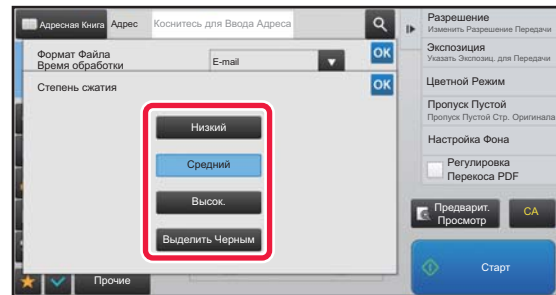 Адресная Книга
Адрес
Коснитесь для Ввода Адреса
Формат Файла
Время обработки
E-mail
OK
Степень сжатия
OK
Низкий
Средний
Высок.
Выделить Черным
Прочие
Разрешение
Изменить Разрешение Передачи
Экспозиция
Указать Экспозиц. для Передачи
Цветной Режим
Пропуск Пустой
Пропуск Пустой Стр. Оригинала
Настройка Фона
Регулировка
Перекоса PDF
Предварит.
Просмотр
CA
Старт